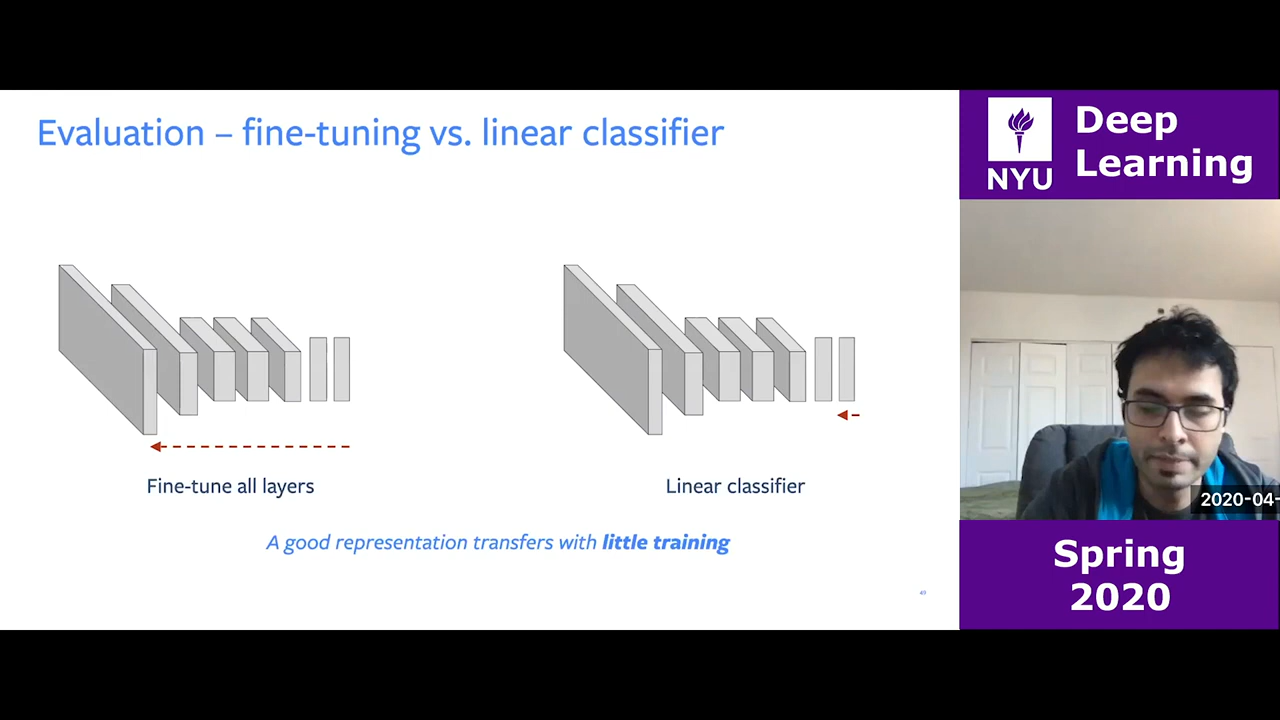 Evaluation – fine-tuning vs. linear classifier
Fine-tune all layers
Linear classifier
A good representation transfers with little training
49
NYU
Deep
Learning
2020-04-
Spring
2020